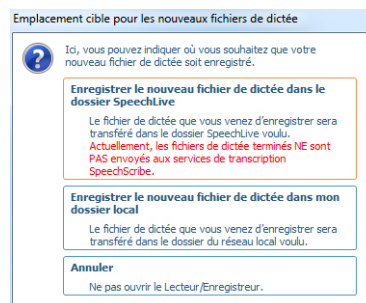 Emplacement cible pour les nouveaux fichiers de dictée
Ici, vous pouvez indiquer où vous souhaitez que votre
nouveau fichier de dictée soit enregistré.
Enregistrer le nouveau fichier de dictée dans le
dossier SpeechLive
Le fichier de dictée que vous venez d'enregistrer sera
transféré dans le dossier SpeechLive voulu.
Actuellement, les fichiers de dictée terminés NE sont
PAS envoyés aux services de transcription
SpeechScribe.
Enregistrer le nouveau fichier de dictée dans mon
dossier local
Le fichier de dictée que vous venez d'enregistrer sera
transféré dans le dossier du réseau local voulu.
Annuler
Ne pas ouvrir le Lecteur/Enregistreur.